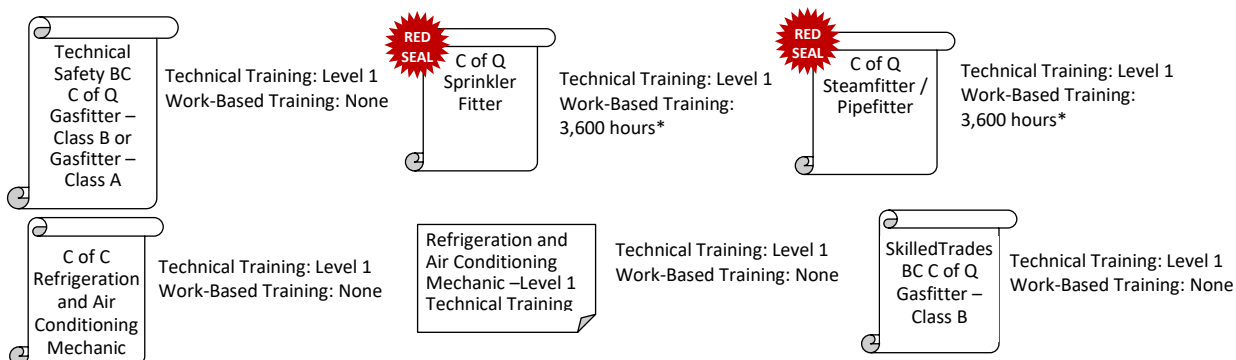 Technical
Safety BC
C of Q
Gasfitter –
Class B or
Gasfitter –
Class A
Technical Training: Level 1
Work-Based Training: None
RED
SEAL
C of Q
Sprinkler
Fitter
Technical Training: Level 1
Work-Based Training:
3,600 hours*
RED
SEAL
C of Q
Steamfitter /
Pipefitter
Technical Training: Level 1
Work-Based Training:
3,600 hours*
C of C
Refrigeration
and Air
Conditioning
Mechanic
Technical Training: Level 1
Work-Based Training: None
Refrigeration and
Air Conditioning
Mechanic –Level 1
Technical Training
Technical Training: Level 1
Work-Based Training: None
SkilledTrades
BC C of Q
Gasfitter –
Class B
Technical Training: Level 1
Work-Based Training: None